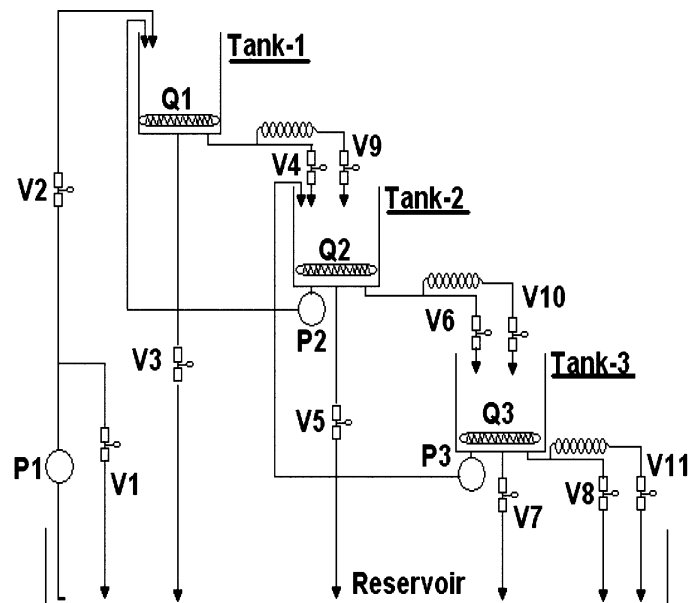 Tank-1
Q1
V9
V4
V2
Tank-2
Q2
V10
V6
P2
V3
Tank-3
Q3
V5
P3
V11
P1
V1
V8
V7
Reservoir